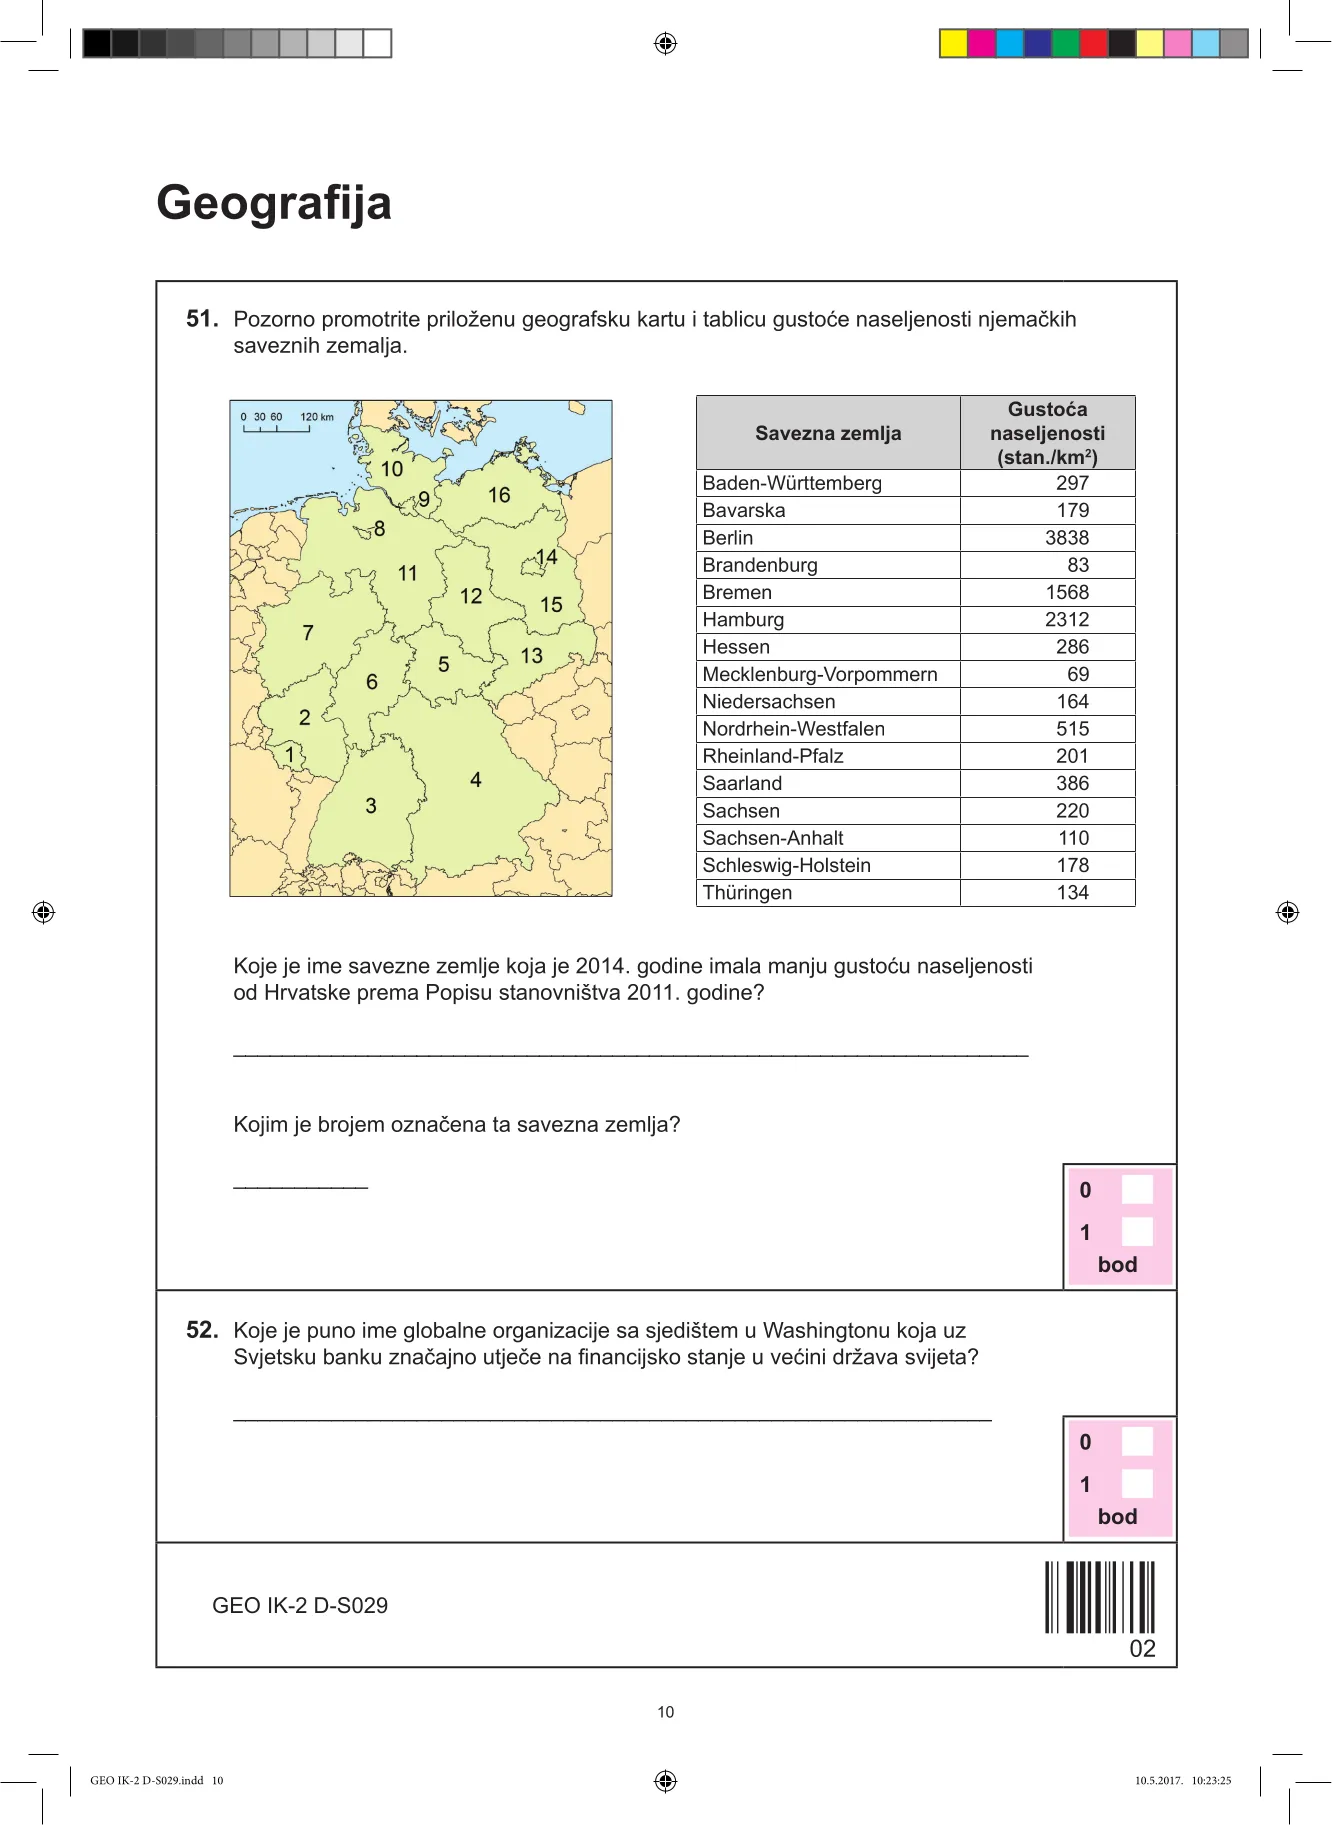 Geografija
51. Pozorno promotrite priloženu geografsku kartu i tablicu gustoće naseljenosti njemačkih
saveznih zemalja.
0 30 60 120 km
10
9
16
8
14
11
12
15
7
13
5
6
2
1
4
3
Savezna zemlja
Gustoća
naseljenosti
(stan./km²)
Baden-Württemberg 297
Bavarska 179
Berlin 3838
Brandenburg 83
Bremen 1568
Hamburg 2312
Hessen 286
Mecklenburg-Vorpommern 69
Niedersachsen 164
Nordrhein-Westfalen 515
Rheinland-Pfalz 201
Saarland 386
Sachsen 220
Sachsen-Anhalt 110
Schleswig-Holstein 178
Thüringen 134
Koje je ime savezne zemlje koja je 2014. godine imala manju gustoću naseljenosti
od Hrvatske prema Popisu stanovništva 2011. godine?
Kojim je brojem označena ta savezna zemlja?
0
1
bod
52. Koje je puno ime globalne organizacije sa sjedištem u Washingtonu koja uz
Svjetsku banku značajno utječe na financijsko stanje u većini država svijeta?
0
1
bod
GEO IK-2 D-S029
02
10
GEO IK-2 D-S029.indd 10
10.5.2017. 10:23:25